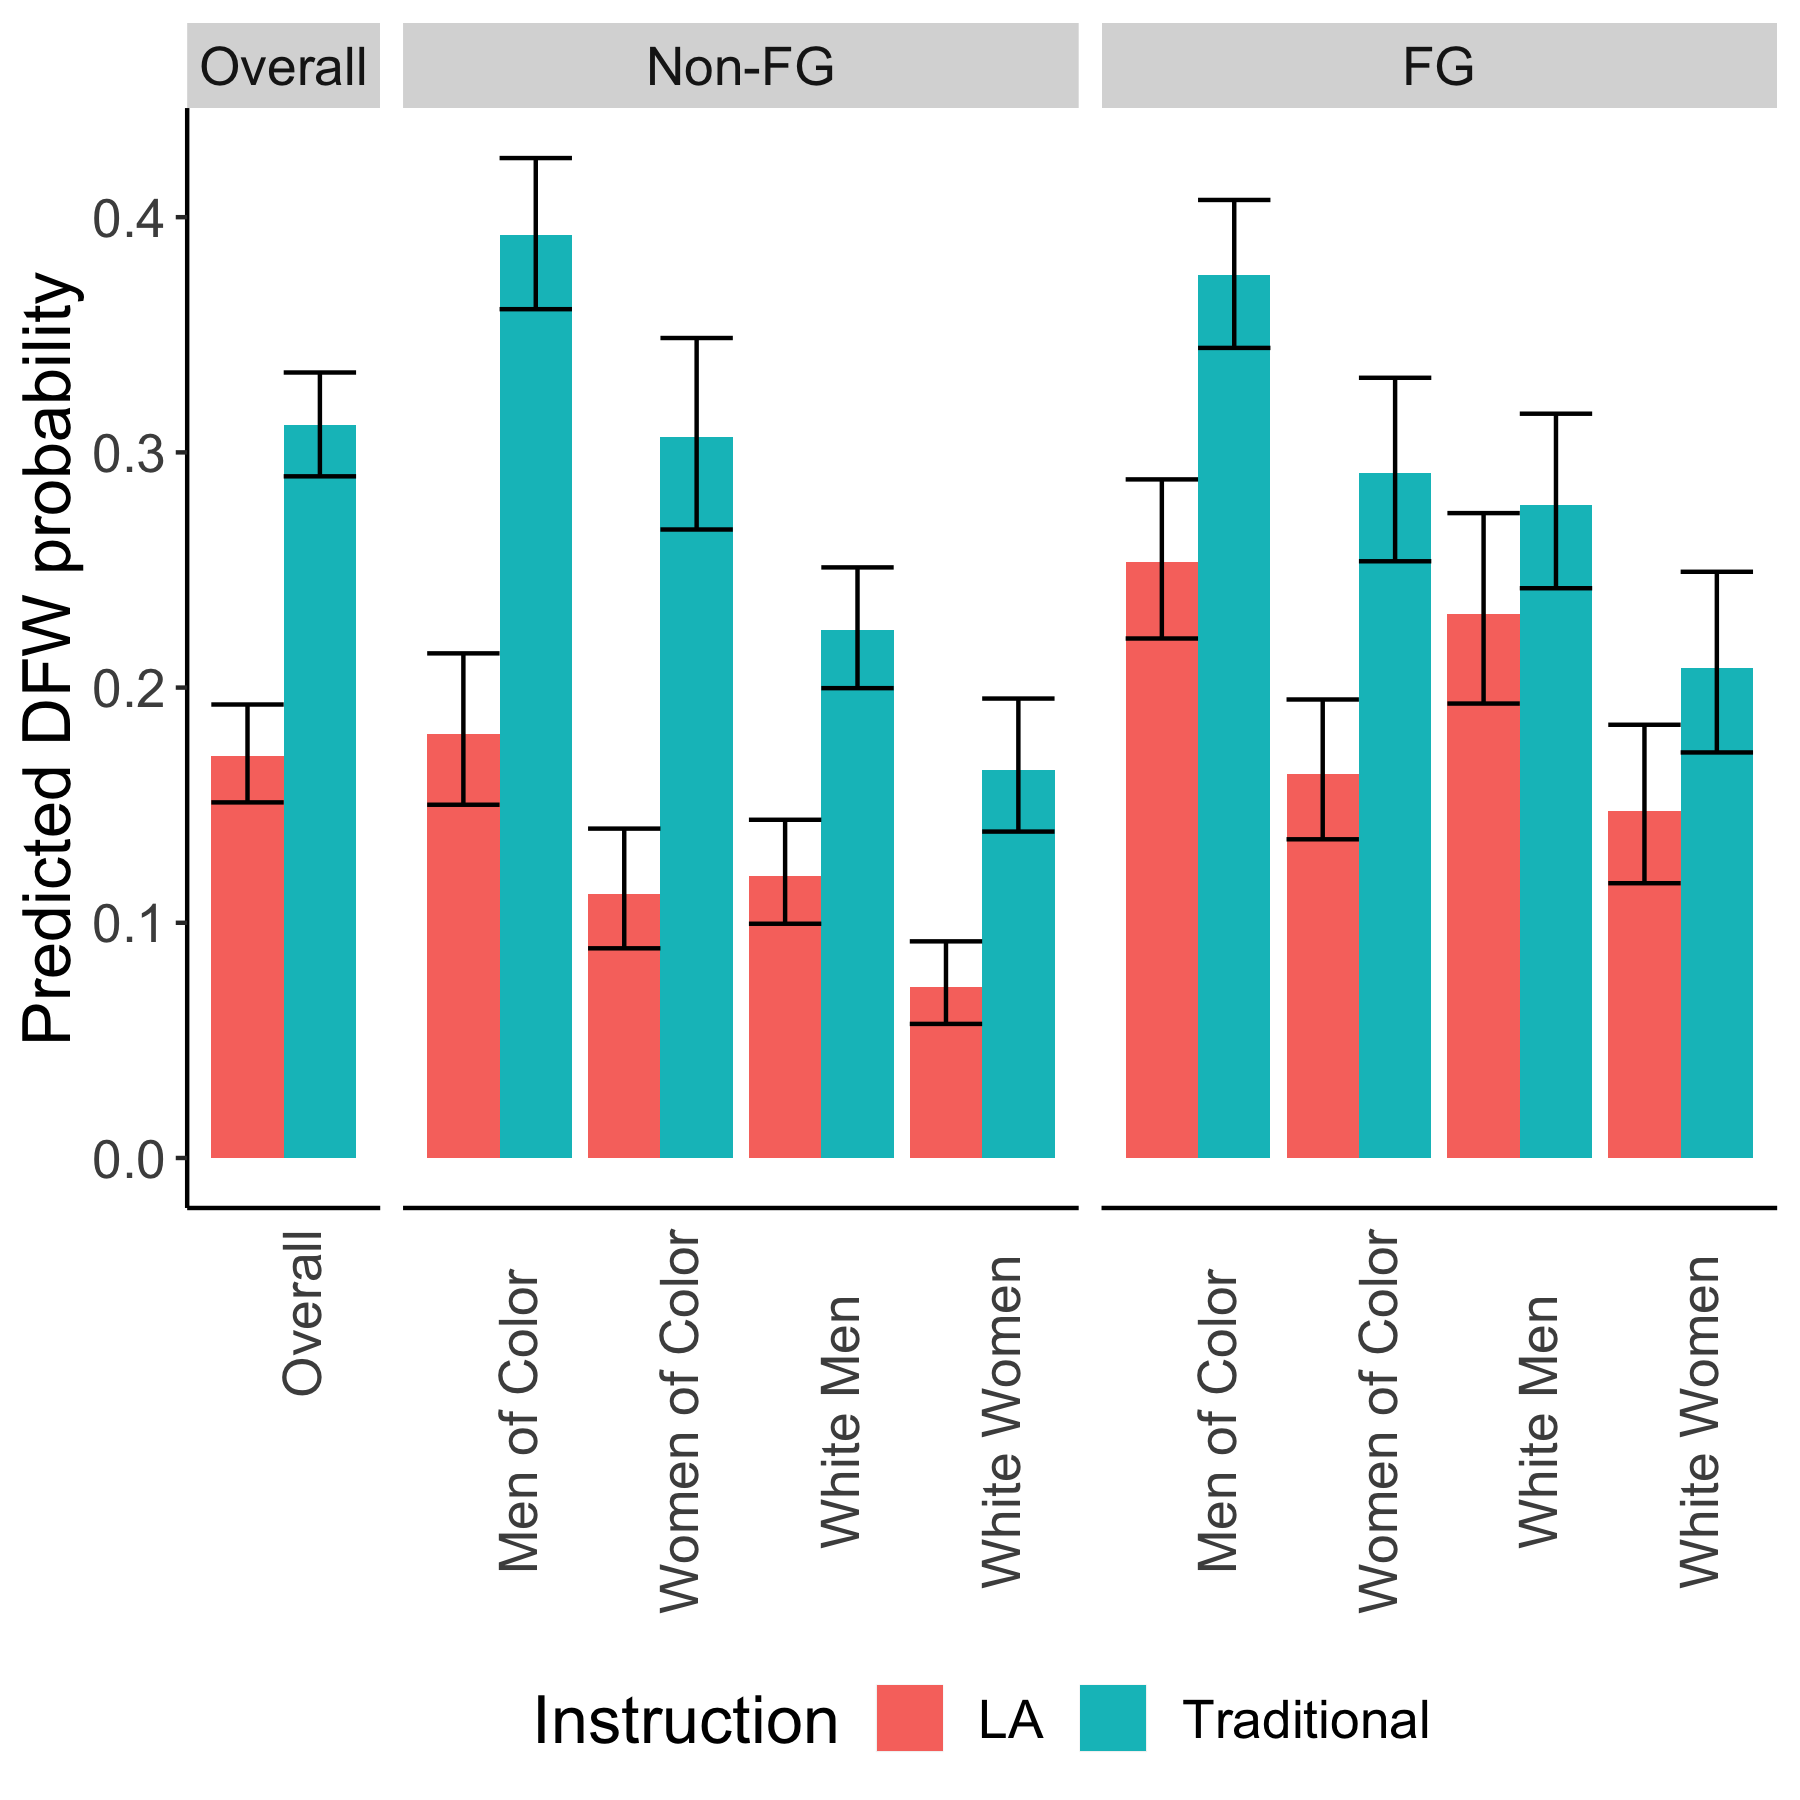 Overall
Non-FG
FG
Predicted DFW probability
0.4
0.3
0.2
0.1
0.0
Overall
Men of Color
Women of Color
White Men
White Women
Men of Color
Women of Color
White Men
White Women
Instruction LA Traditional